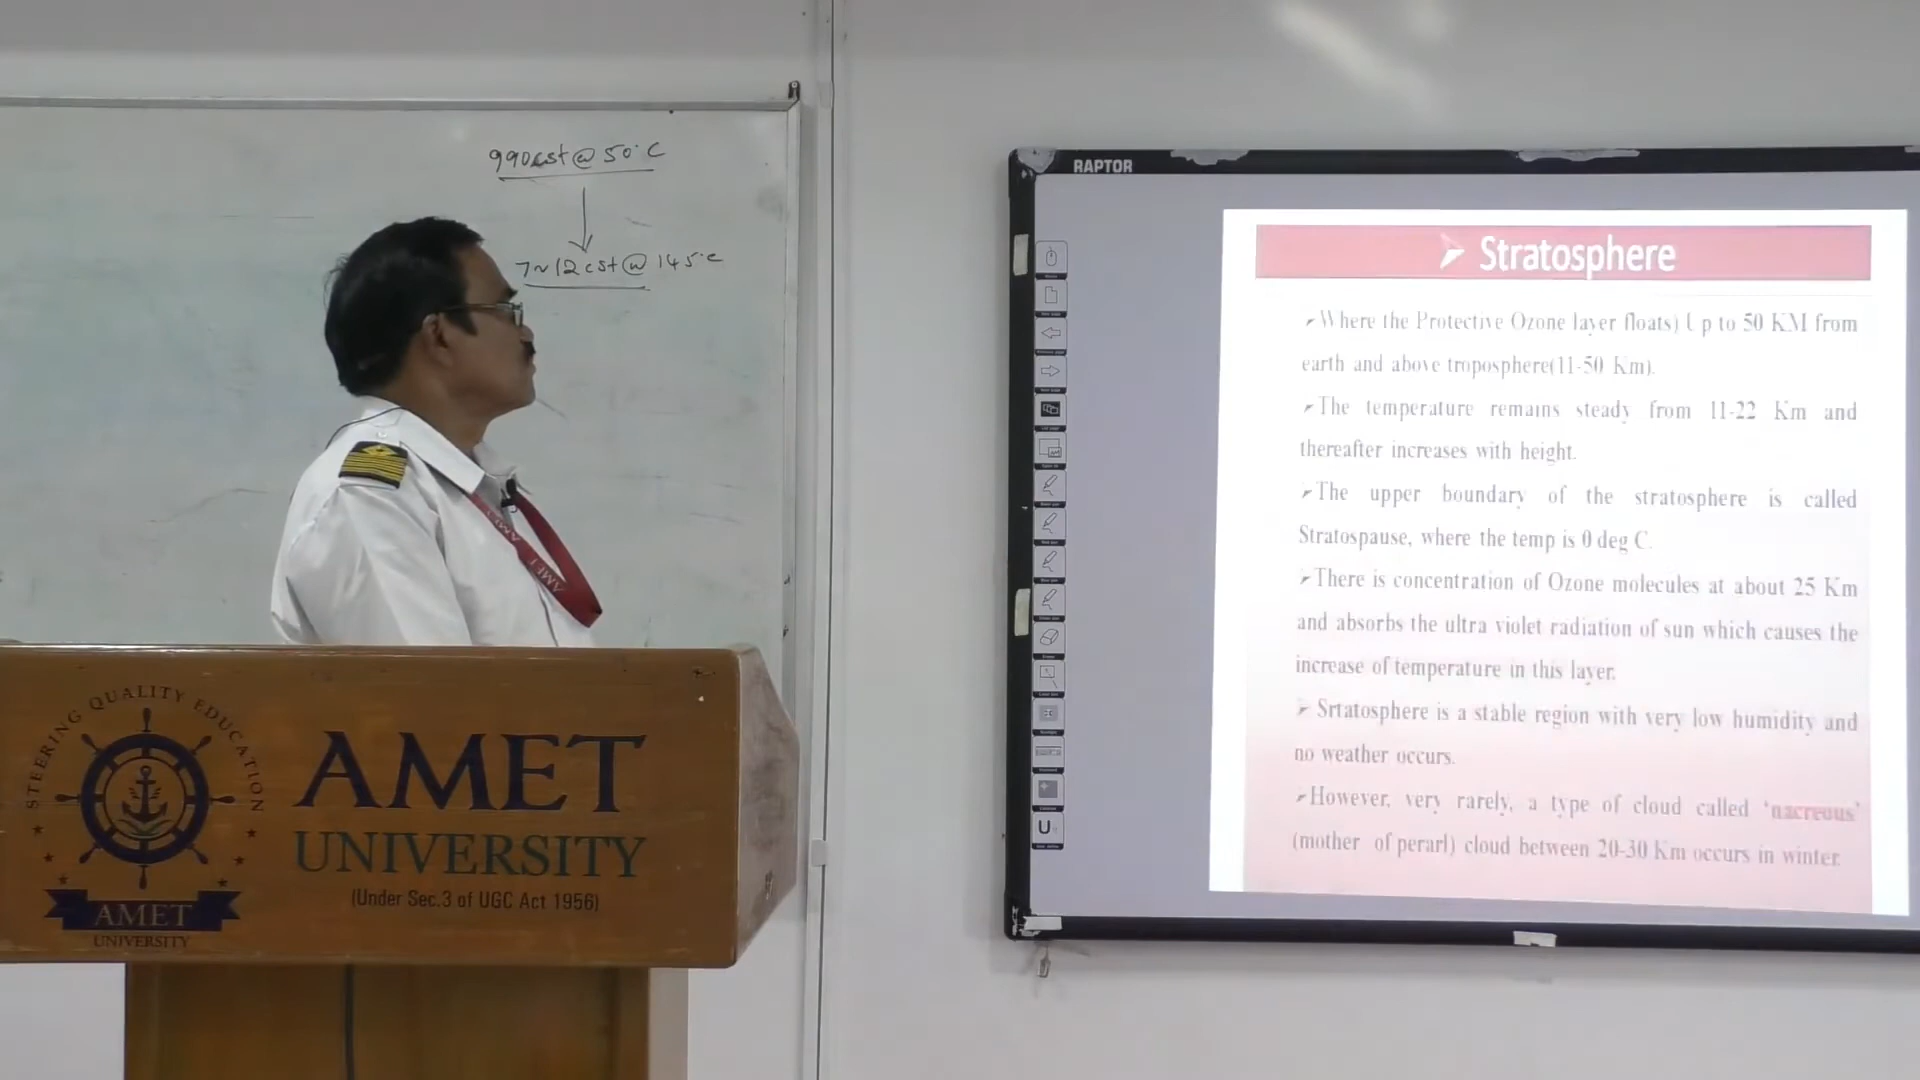 990cst@50°C
7~12cst@145°C
RAPTOR
➤ Stratosphere
➤Where the Protective Ozone layer floats) Up to 50 KM from
earth and above troposphere(11-50 Km).
➤The temperature remains steady from 11-22 Km and
thereafter increases with height.
➤The upper boundary of the stratosphere is called
Stratospause, where the temp is 0 deg C.
➤There is concentration of Ozone molecules at about 25 Km
and absorbs the ultra violet radiation of sun which causes the
increase of temperature in this layer.
➤ Srtatosphere is a stable region with very low humidity and
no weather occurs.
➤However, very rarely, a type of cloud called ‘nacreous’
(mother of perarl) cloud between 20-30 Km occurs in winter.
AMET
AMET
STEERING QUALITY EDUCATION
AMET
UNIVERSITY
AMET
UNIVERSITY
(Under Sec.3 of UGC Act 1956)